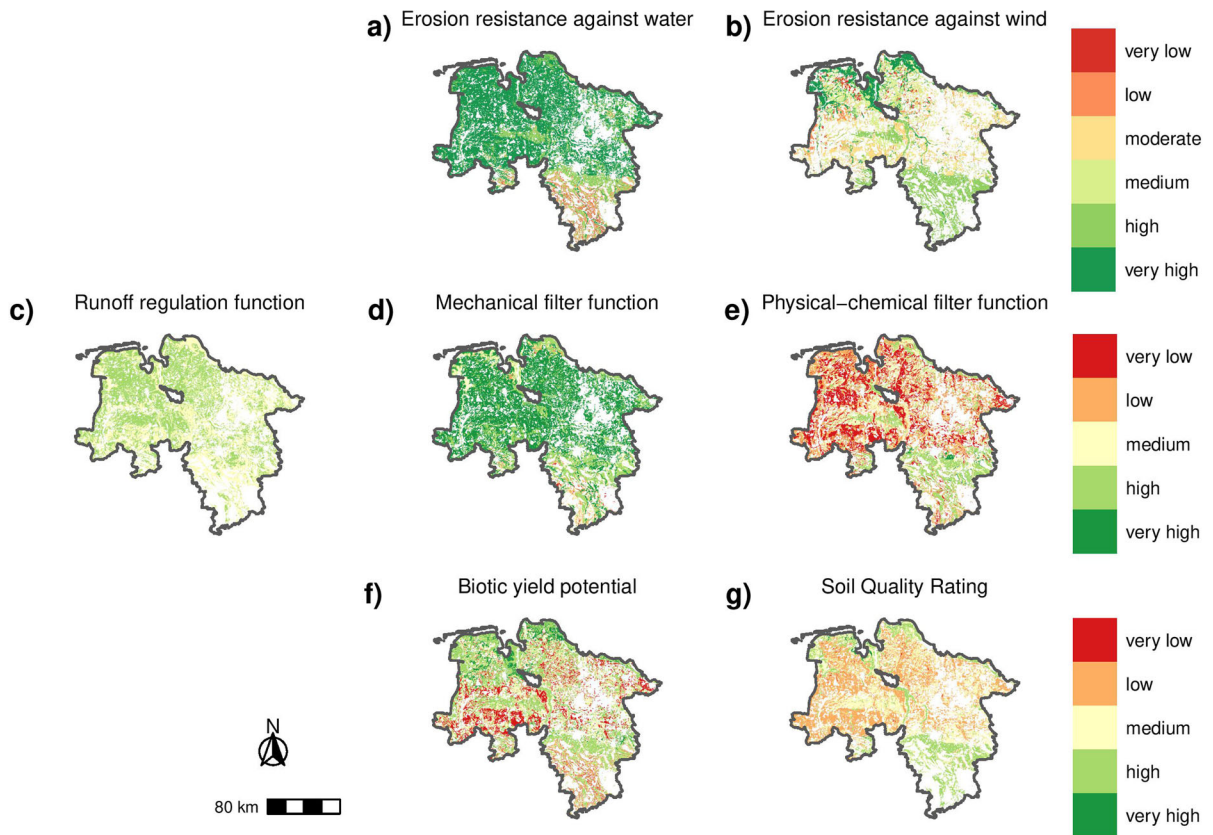 a) Erosion resistance against water
b) Erosion resistance against wind
very low
low
moderate
medium
high
very high
c) Runoff regulation function
d) Mechanical filter function
e) Physical−chemical filter function
very low
low
medium
high
very high
f) Biotic yield potential
g) Soil Quality Rating
very low
low
medium
high
very high
N
80 km